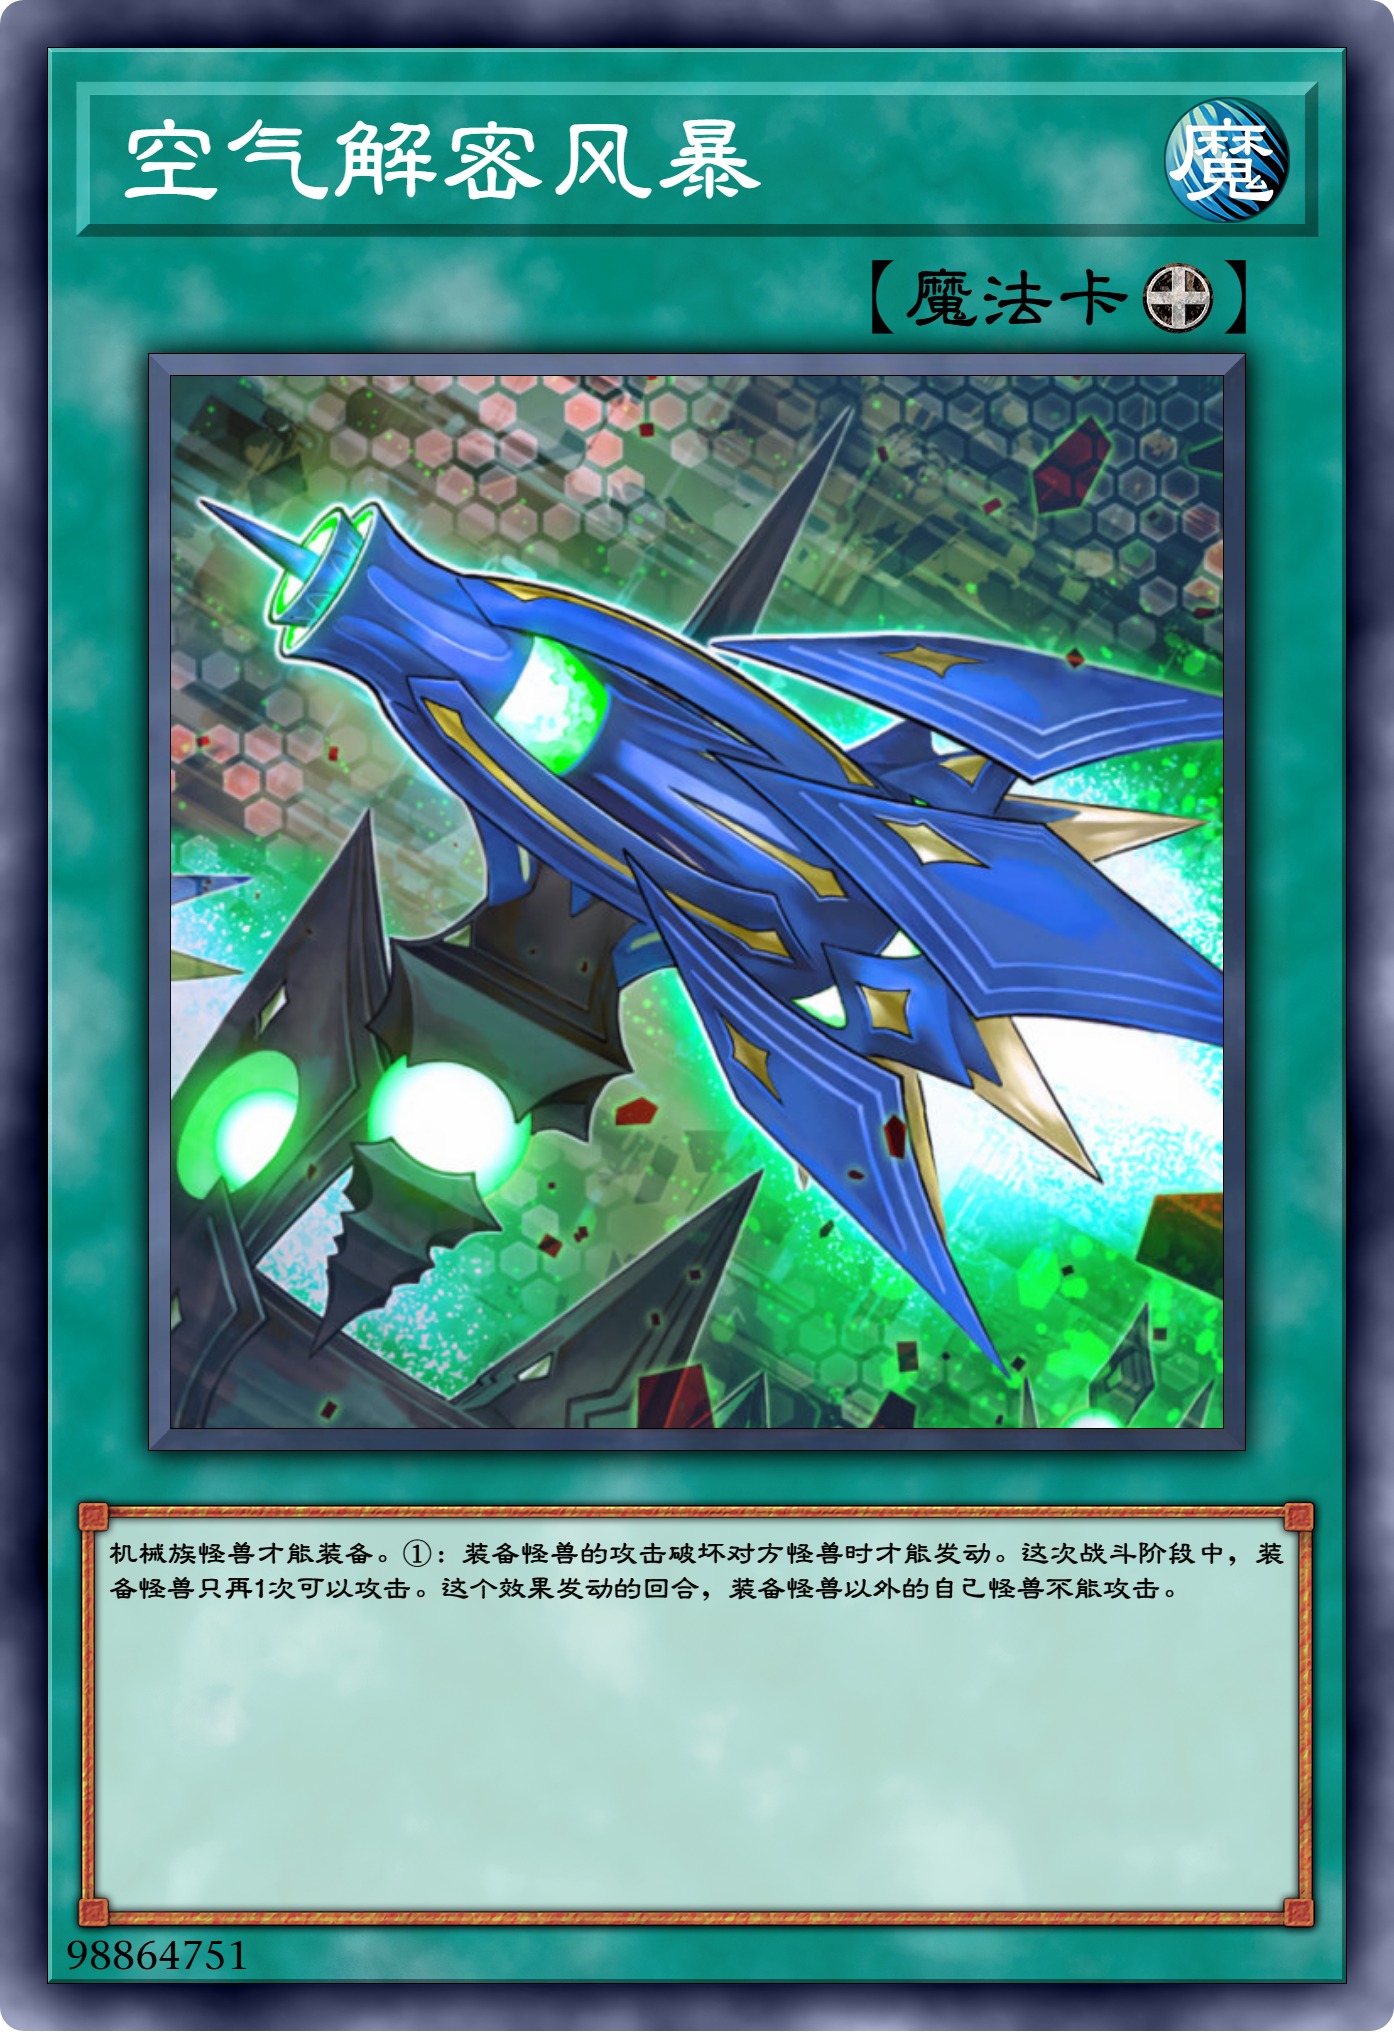 空气解密风暴
魔
【魔法卡】
机械族怪兽才能装备。①：装备怪兽的攻击破坏对方怪兽时才能发动。这次战斗阶段中，装
备怪兽只再1次可以攻击。这个效果发动的回合，装备怪兽以外的自己怪兽不能攻击。
98864751